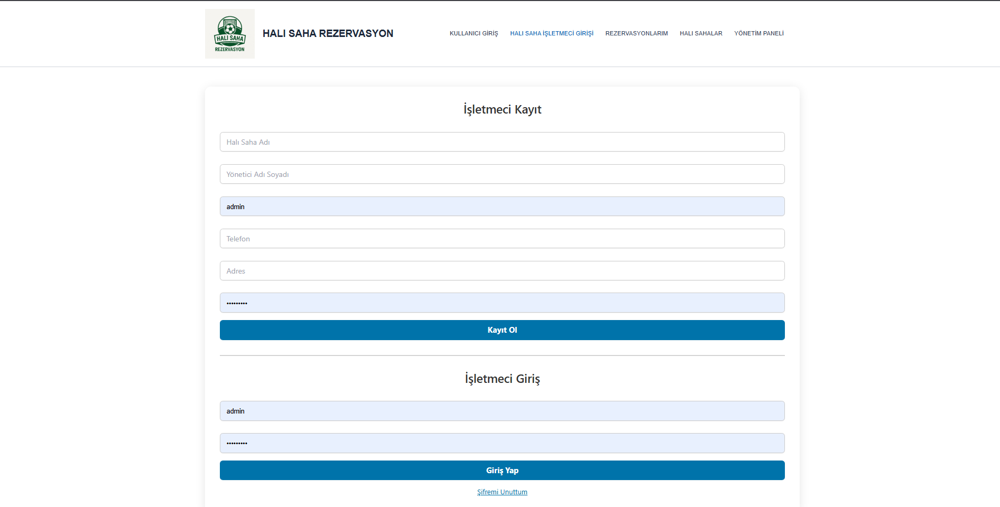 HALI SAHA
REZERVASYON
HALI SAHA REZERVASYON
KULLANICI GİRİŞ
HALI SAHA İŞLETMECİ GİRİŞİ
REZERVASYONLARIM
HALI SAHALAR
YÖNETİM PANELİ
İşletmeci Kayıt
Halı Saha Adı
Yönetici Adı Soyadı
admin
Telefon
Adres
•••••••••
Kayıt Ol
İşletmeci Giriş
admin
•••••••••
Giriş Yap
Şifremi Unuttum